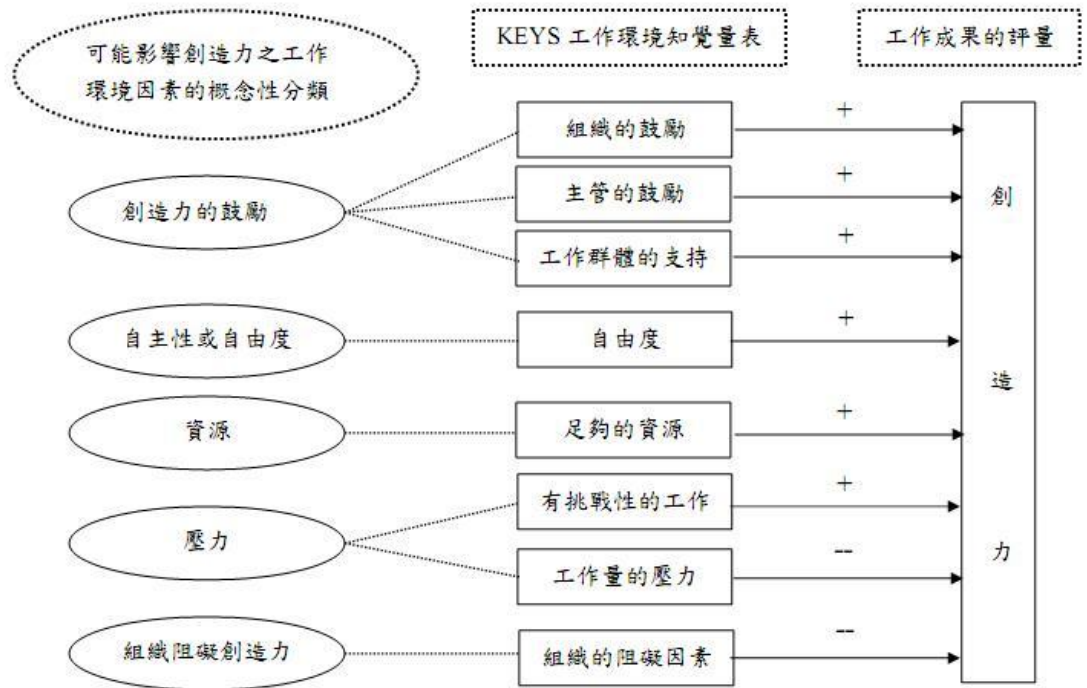 可能影響創造力之工作
環境因素的概念性分類
KEYS 工作環境知覺量表
工作成果的評量
創造力的鼓勵
組織的鼓勵
+
主管的鼓勵
+
工作群體的支持
+
自主性或自由度
自由度
+
資源
足夠的資源
+
壓力
有挑戰性的工作
+
工作量的壓力
--
組織阻礙創造力
組織的阻礙因素
--
創
造
力